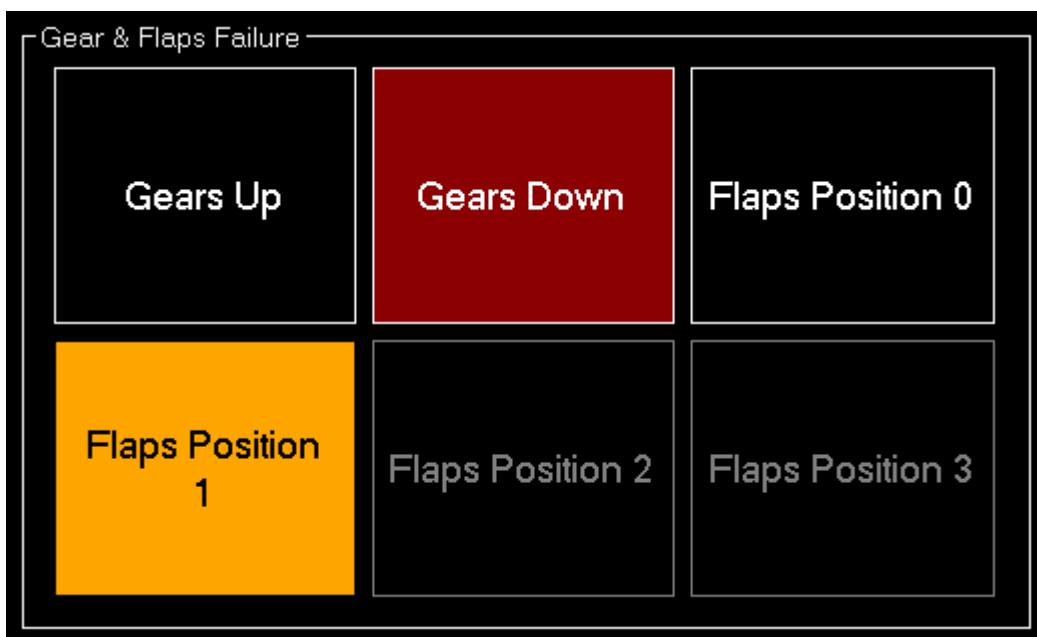 Gear & Flaps Failure
Gears Up
Gears Down
Flaps Position 0
Flaps Position
1
Flaps Position 2
Flaps Position 3